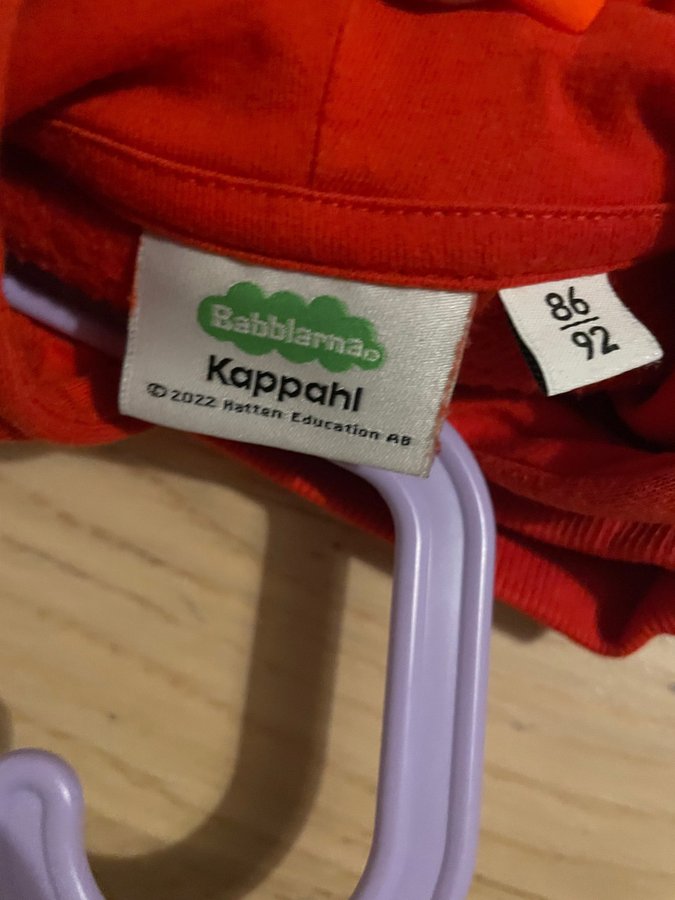 Babblarna
Kappahl
© 2022 Hatten Education AB
86
92